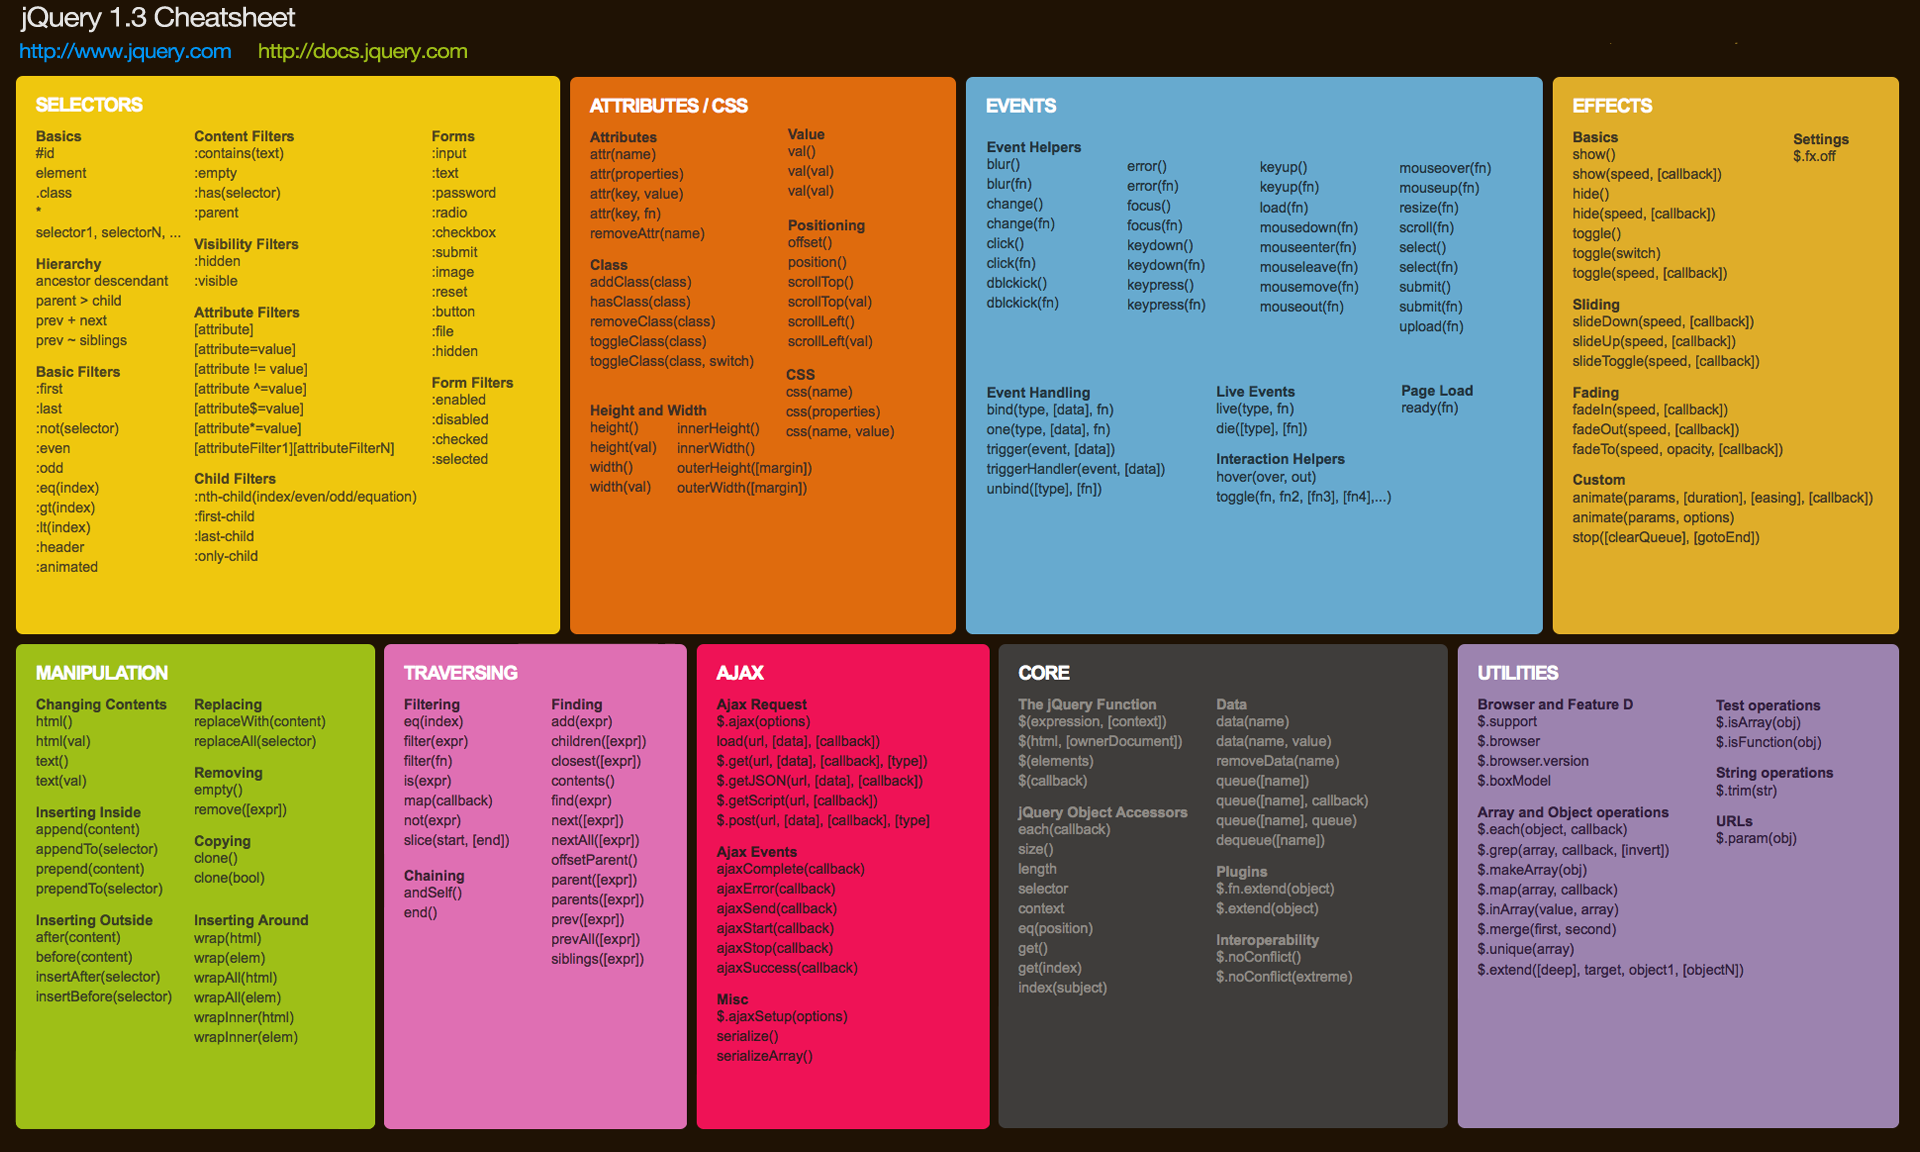 jQuery 1.3 Cheatsheet
http://www.jquery.com http://docs.jquery.com
SELECTORS
Basics
#id
element
.class
*
selector1, selectorN, ...
Hierarchy
ancestor descendant
parent > child
prev + next
prev ~ siblings
Basic Filters
:first
:last
:not(selector)
:even
:odd
:eq(index)
:gt(index)
:lt(index)
:header
:animated
Content Filters
:contains(text)
:empty
:has(selector)
:parent
Visibility Filters
:hidden
:visible
Attribute Filters
[attribute]
[attribute=value]
[attribute != value]
[attribute ^=value]
[attribute$=value]
[attribute*=value]
[attributeFilter1][attributeFilterN]
Child Filters
:nth-child(index/even/odd/equation)
:first-child
:last-child
:only-child
Forms
:input
:text
:password
:radio
:checkbox
:submit
:image
:reset
:button
:file
:hidden
Form Filters
:enabled
:disabled
:checked
:selected
ATTRIBUTES / CSS
Attributes
attr(name)
attr(properties)
attr(key, value)
attr(key, fn)
removeAttr(name)
Class
addClass(class)
hasClass(class)
removeClass(class)
toggleClass(class)
toggleClass(class, switch)
Height and Width
height()
height(val)
width()
width(val)
innerHeight()
innerWidth()
outerHeight([margin])
outerWidth([margin])
Value
val()
val(val)
val(val)
Positioning
offset()
position()
scrollTop()
scrollTop(val)
scrollLeft()
scrollLeft(val)
CSS
css(name)
css(properties)
css(name, value)
EVENTS
Event Helpers
blur()
blur(fn)
change()
change(fn)
click()
click(fn)
dblckick()
dblckick(fn)
error()
error(fn)
focus()
focus(fn)
keydown()
keydown(fn)
keypress()
keypress(fn)
keyup()
keyup(fn)
load(fn)
mousedown(fn)
mouseenter(fn)
mouseleave(fn)
mousemove(fn)
mouseout(fn)
mouseover(fn)
mouseup(fn)
resize(fn)
scroll(fn)
select()
select(fn)
submit()
submit(fn)
upload(fn)
Event Handling
bind(type, [data], fn)
one(type, [data], fn)
trigger(event, [data])
triggerHandler(event, [data])
unbind([type], [fn])
Live Events
live(type, fn)
die([type], [fn])
Interaction Helpers
hover(over, out)
toggle(fn, fn2, [fn3], [fn4],...)
Page Load
ready(fn)
EFFECTS
Basics
show()
show(speed, [callback])
hide()
hide(speed, [callback])
toggle()
toggle(switch)
toggle(speed, [callback])
Sliding
slideDown(speed, [callback])
slideUp(speed, [callback])
slideToggle(speed, [callback])
Fading
fadeIn(speed, [callback])
fadeOut(speed, [callback])
fadeTo(speed, opacity, [callback])
Custom
animate(params, [duration], [easing], [callback])
animate(params, options)
stop([clearQueue], [gotoEnd])
Settings
$.fx.off
MANIPULATION
Changing Contents
html()
html(val)
text()
text(val)
Inserting Inside
append(content)
appendTo(selector)
prepend(content)
prependTo(selector)
Inserting Outside
after(content)
before(content)
insertAfter(selector)
insertBefore(selector)
Replacing
replaceWith(content)
replaceAll(selector)
Removing
empty()
remove([expr])
Copying
clone()
clone(bool)
Inserting Around
wrap(html)
wrap(elem)
wrapAll(html)
wrapAll(elem)
wrapInner(html)
wrapInner(elem)
TRAVERSING
Filtering
eq(index)
filter(expr)
filter(fn)
is(expr)
map(callback)
not(expr)
slice(start, [end])
Chaining
andSelf()
end()
Finding
add(expr)
children([expr])
closest([expr])
contents()
find(expr)
next([expr])
nextAll([expr])
offsetParent()
parent([expr])
parents([expr])
prev([expr])
prevAll([expr])
siblings([expr])
AJAX
Ajax Request
$.ajax(options)
load(url, [data], [callback])
$.get(url, [data], [callback], [type])
$.getJSON(url, [data], [callback])
$.getScript(url, [callback])
$.post(url, [data], [callback], [type]
Ajax Events
ajaxComplete(callback)
ajaxError(callback)
ajaxSend(callback)
ajaxStart(callback)
ajaxStop(callback)
ajaxSuccess(callback)
Misc
$.ajaxSetup(options)
serialize()
serializeArray()
CORE
The jQuery Function
$(expression, [context])
$(html, [ownerDocument])
$(elements)
$(callback)
jQuery Object Accessors
each(callback)
size()
length
selector
context
eq(position)
get()
get(index)
index(subject)
Data
data(name)
data(name, value)
removeData(name)
queue([name])
queue([name], callback)
queue([name], queue)
dequeue([name])
Plugins
$.fn.extend(object)
$.extend(object)
Interoperability
$.noConflict()
$.noConflict(extreme)
UTILITIES
Browser and Feature D
$.support
$.browser
$.browser.version
$.boxModel
Array and Object operations
$.each(object, callback)
$.grep(array, callback, [invert])
$.makeArray(obj)
$.map(array, callback)
$.inArray(value, array)
$.merge(first, second)
$.unique(array)
$.extend([deep], target, object1, [objectN])
Test operations
$.isArray(obj)
$.isFunction(obj)
String operations
$.trim(str)
URLs
$.param(obj)